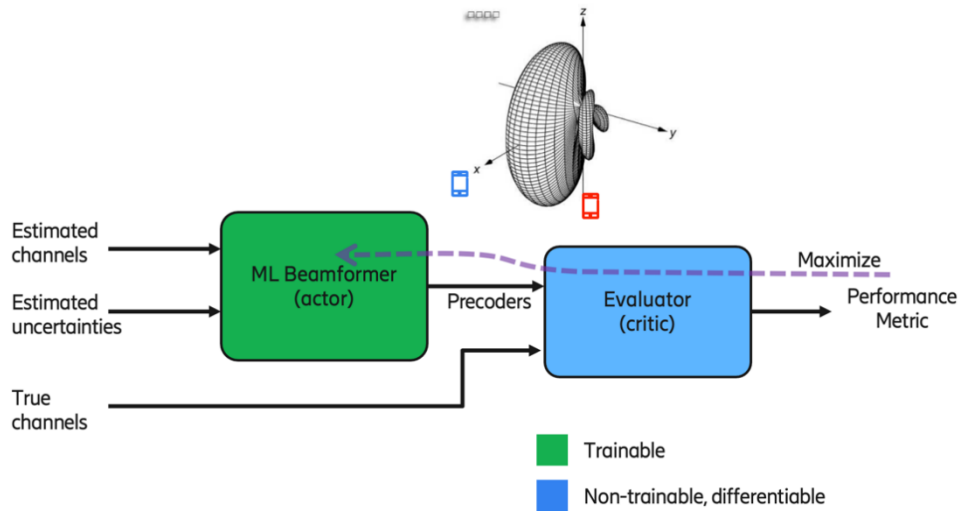 z
y
x
Estimated
channels
ML Beamformer
(actor)
Maximize
Estimated
uncertainties
Precoders
Evaluator
(critic)
Performance
Metric
True
channels
Trainable
Non-trainable, differentiable